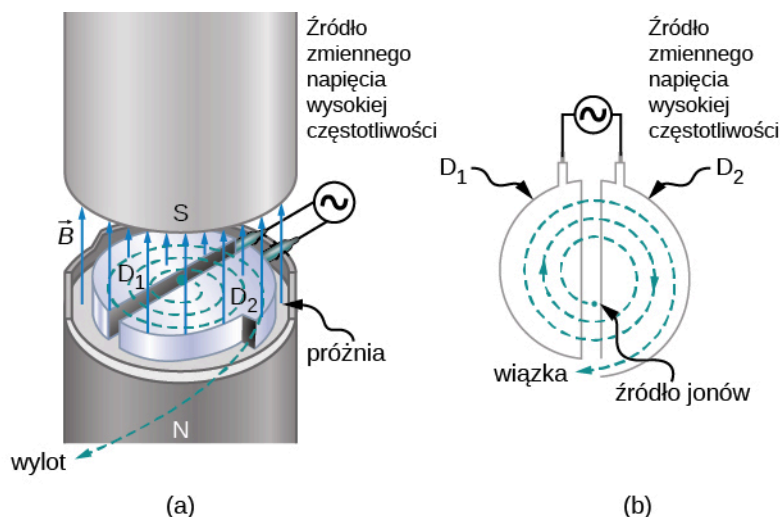 Źródło
zmiennego
napięcia
wysokiej
częstotliwości
S
B
D1
D2
próżnia
N
wylot
(a)
Źródło
zmiennego
napięcia
wysokiej
częstotliwości
D1
D2
wiązka
źródło jonów
(b)